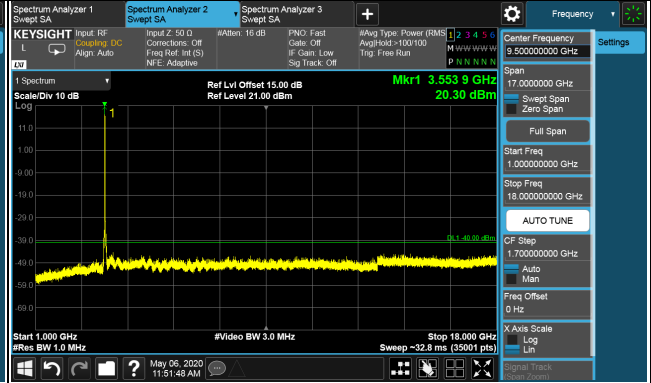 Spectrum Analyzer 1
Swept SA
Spectrum Analyzer 2
Swept SA
Spectrum Analyzer 3
Swept SA
+
Frequency
KEYSIGHT
L
LXI
Input: RF
Coupling: DC
Align: Auto
Input Z: 50 Ω
Corrections: Off
Freq Ref: Int (S)
NFE: Adaptive
#Atten: 16 dB
PNO: Fast
Gate: Off
IF Gain: Low
Sig Track: Off
#Avg Type: Power (RMS
Avg|Hold:>100/100
Trig: Free Run
1 2 3 4 5 6
M W W W W W
P N N N N N
1 Spectrum
Scale/Div 10 dB
Log
Ref Lvl Offset 15.00 dB
Ref Level 21.00 dBm
Mkr1 3.553 9 GHz
20.30 dBm
1
11.0
1.00
-9.00
-19.0
-29.0
-39.0
-49.0
-59.0
-69.0
DL1 -40.00 dBm
Start 1.000 GHz
#Res BW 1.0 MHz
#Video BW 3.0 MHz
Stop 18.000 GHz
Sweep ~32.8 ms (35001 pts)
May 06, 2020
11:51:48 AM
?
Center Frequency
9.500000000 GHz
Settings
Span
17.0000000 GHz
Swept Span
Zero Span
Full Span
Start Freq
1.000000000 GHz
Stop Freq
18.000000000 GHz
AUTO TUNE
CF Step
1.700000000 GHz
Auto
Man
Freq Offset
0 Hz
X Axis Scale
Log
Lin
Signal Track
(Span Zoom)